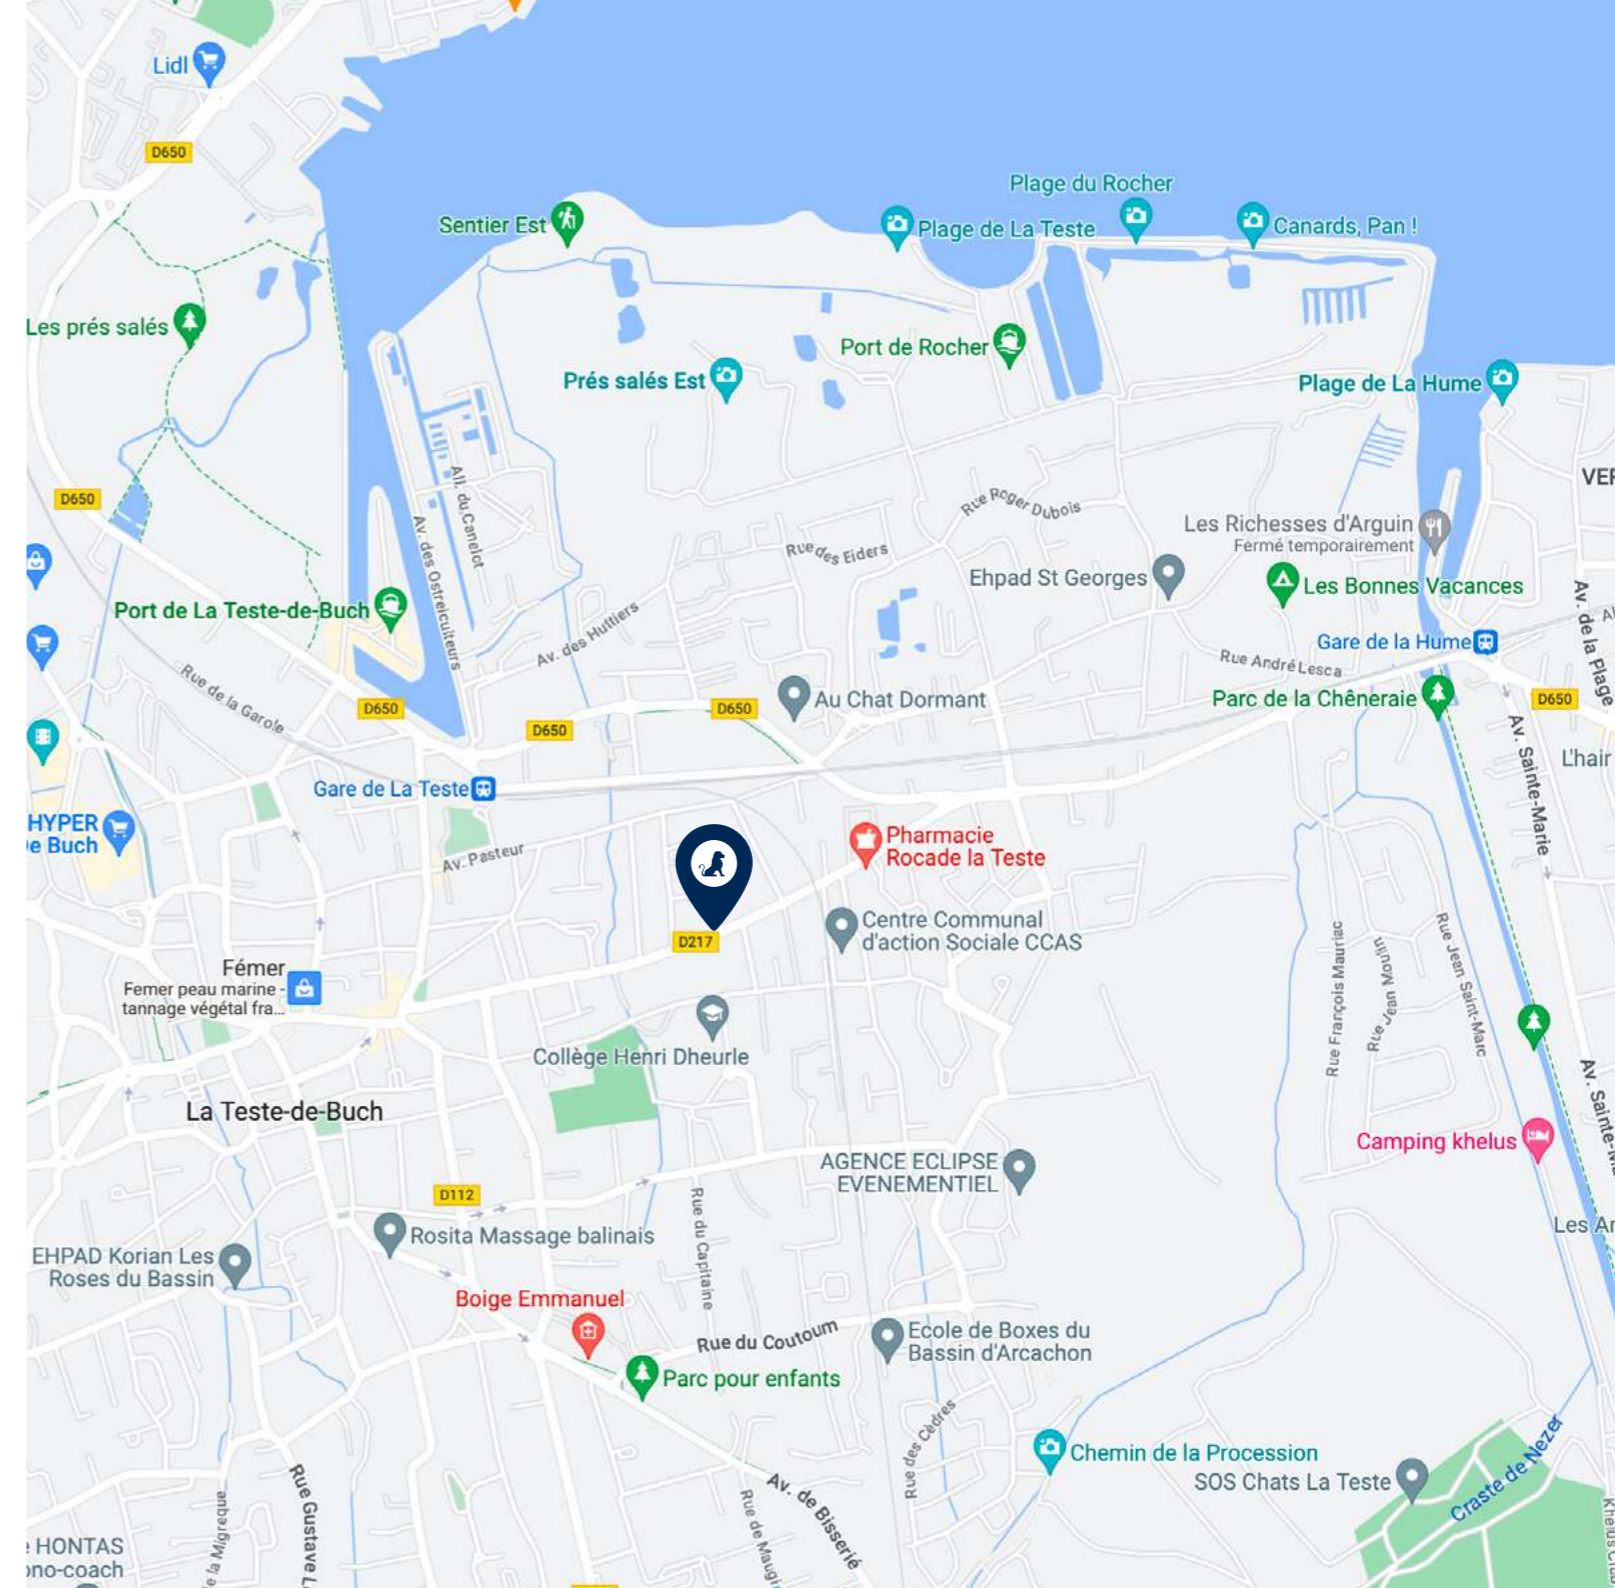 Lidl
D650
Plage du Rocher
Sentier Est
Plage de La Teste
Canards, Pan !
Les prés salés
Port de Rocher
Prés salés Est
Plage de La Hume
D650
All. du Canelot
Av. des Ostreiculteurs
Rue Roger Dubois
Rue des Eiders
Les Richesses d'Arguin
Fermé temporairement
Ehpad St Georges
Les Bonnes Vacances
Port de La Teste-de-Buch
Av. des Huttiers
Av. de la Plage
Gare de la Hume
Rue André Lesca
Rue de la Garole
Parc de la Chêneraie
D650
Au Chat Dormant
D650
D650
D650
Av. Sainte-Marie
L'hair
Gare de La Teste
HYPER
Buch
Av. Pasteur
Pharmacie
Rocade la Teste
D217
Centre Communal
d'action Sociale CCAS
Rue François Mauriac
Rue Jean Moulin
Rue Jean Saint-Marc
Fémer
Femer peau marine -
tannage végétal fra...
Collège Henri Dheurle
La Teste-de-Buch
Camping khelus
AGENCE ECLIPSE
EVENEMENTIEL
D112
Rue du Capitaine
Rosita Massage balinais
EHPAD Korian Les
Roses du Bassin
Les
Boige Emmanuel
Rue du Coutoum
Ecole de Boxes du
Bassin d'Arcachon
Parc pour enfants
Rue des Cèdres
Chemin de la Procession
SOS Chats La Teste
Craste de Nezer
Av. de Bisserié
Rue Gustave
la Migreque
HONTAS
ono-coach